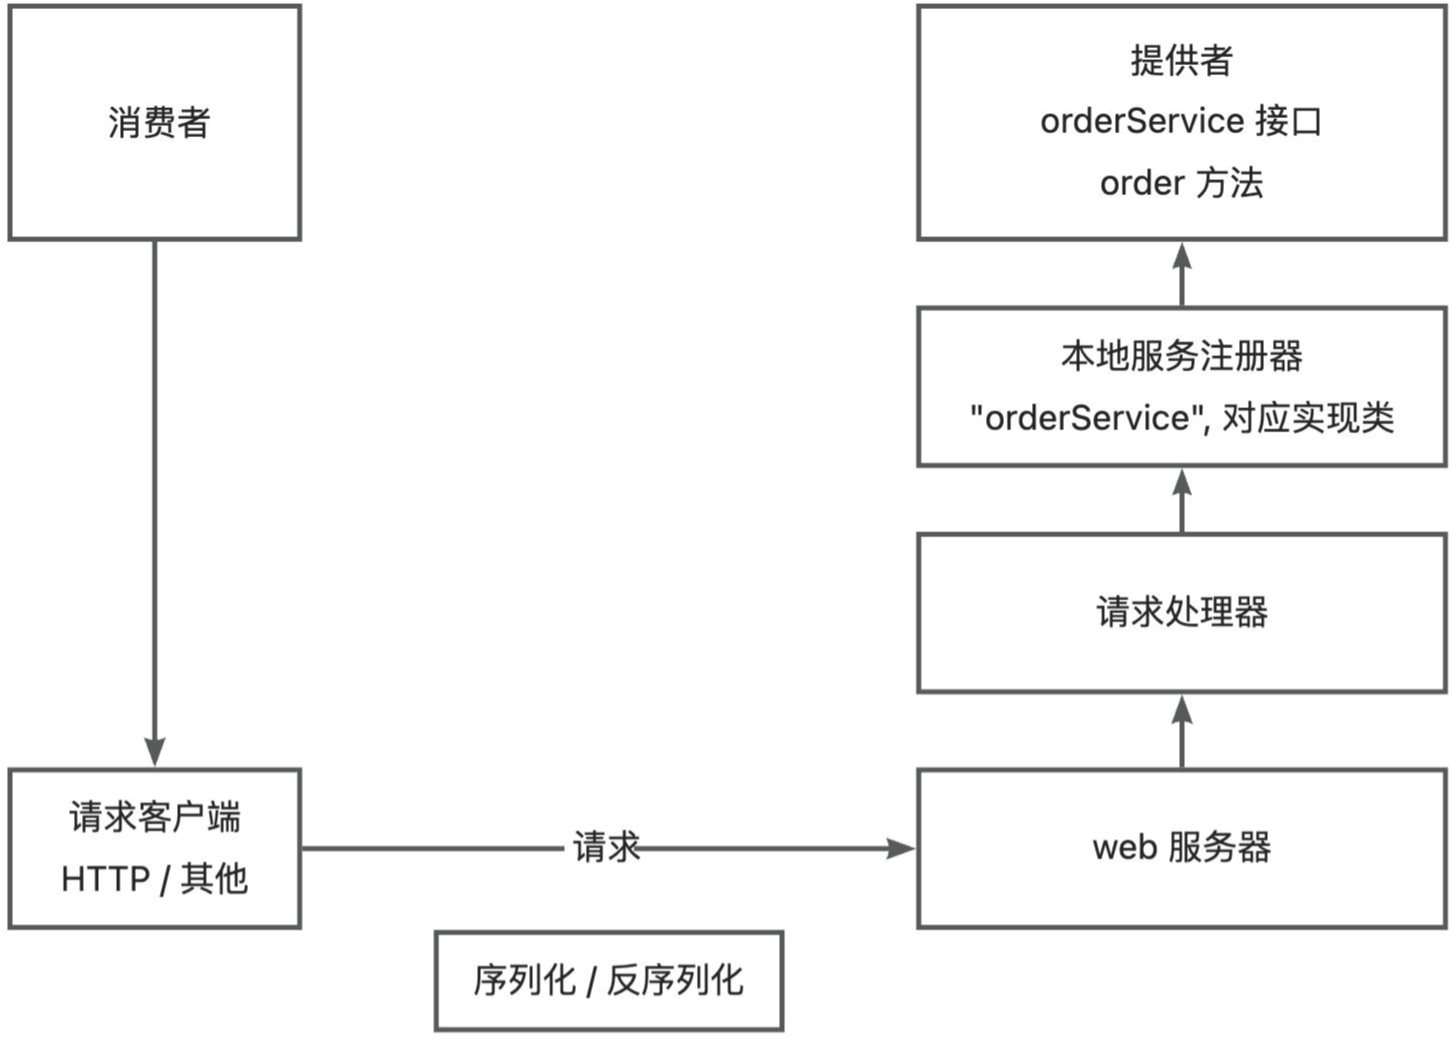 消费者
提供者
orderService 接口
order 方法
本地服务注册器
"orderService", 对应实现类
请求处理器
请求客户端
HTTP / 其他
请求
web 服务器
序列化 / 反序列化